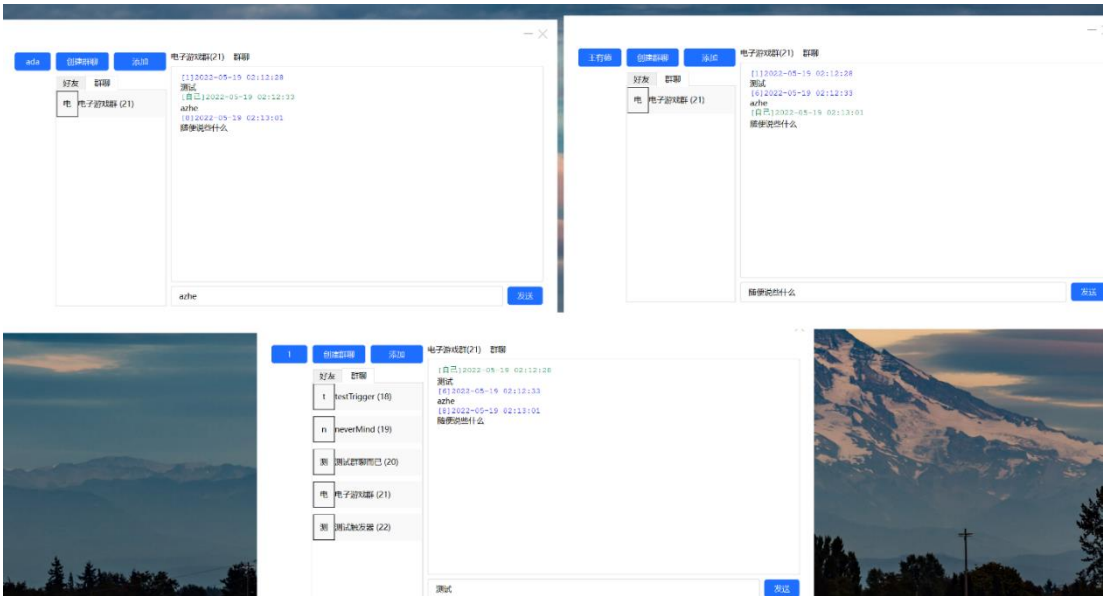 ada 创建群聊 添加 电子游戏群(21) 群聊
好友 群聊
电 电子游戏群 (21)
[1]2022-05-19 02:12:28
测试
[自己]2022-05-19 02:12:33
azhe
[8]2022-05-19 02:13:01
随便说些什么
azhe 发送
王有师 创建群聊 添加 电子游戏群(21) 群聊
好友 群聊
电 电子游戏群 (21)
[1]2022-05-19 02:12:28
测试
[6]2022-05-19 02:12:33
azhe
[自己]2022-05-19 02:13:01
随便说些什么
随便说些什么 发送
1 创建群聊 添加 电子游戏群(21) 群聊
好友 群聊
t testTrigger (18)
n neverMind (19)
测 测试群聊而已 (20)
电 电子游戏群 (21)
测 测试触发器 (22)
[自己]2022-05-19 02:12:28
测试
[6]2022-05-19 02:12:33
azhe
[8]2022-05-19 02:13:01
随便说些什么
测试 发送